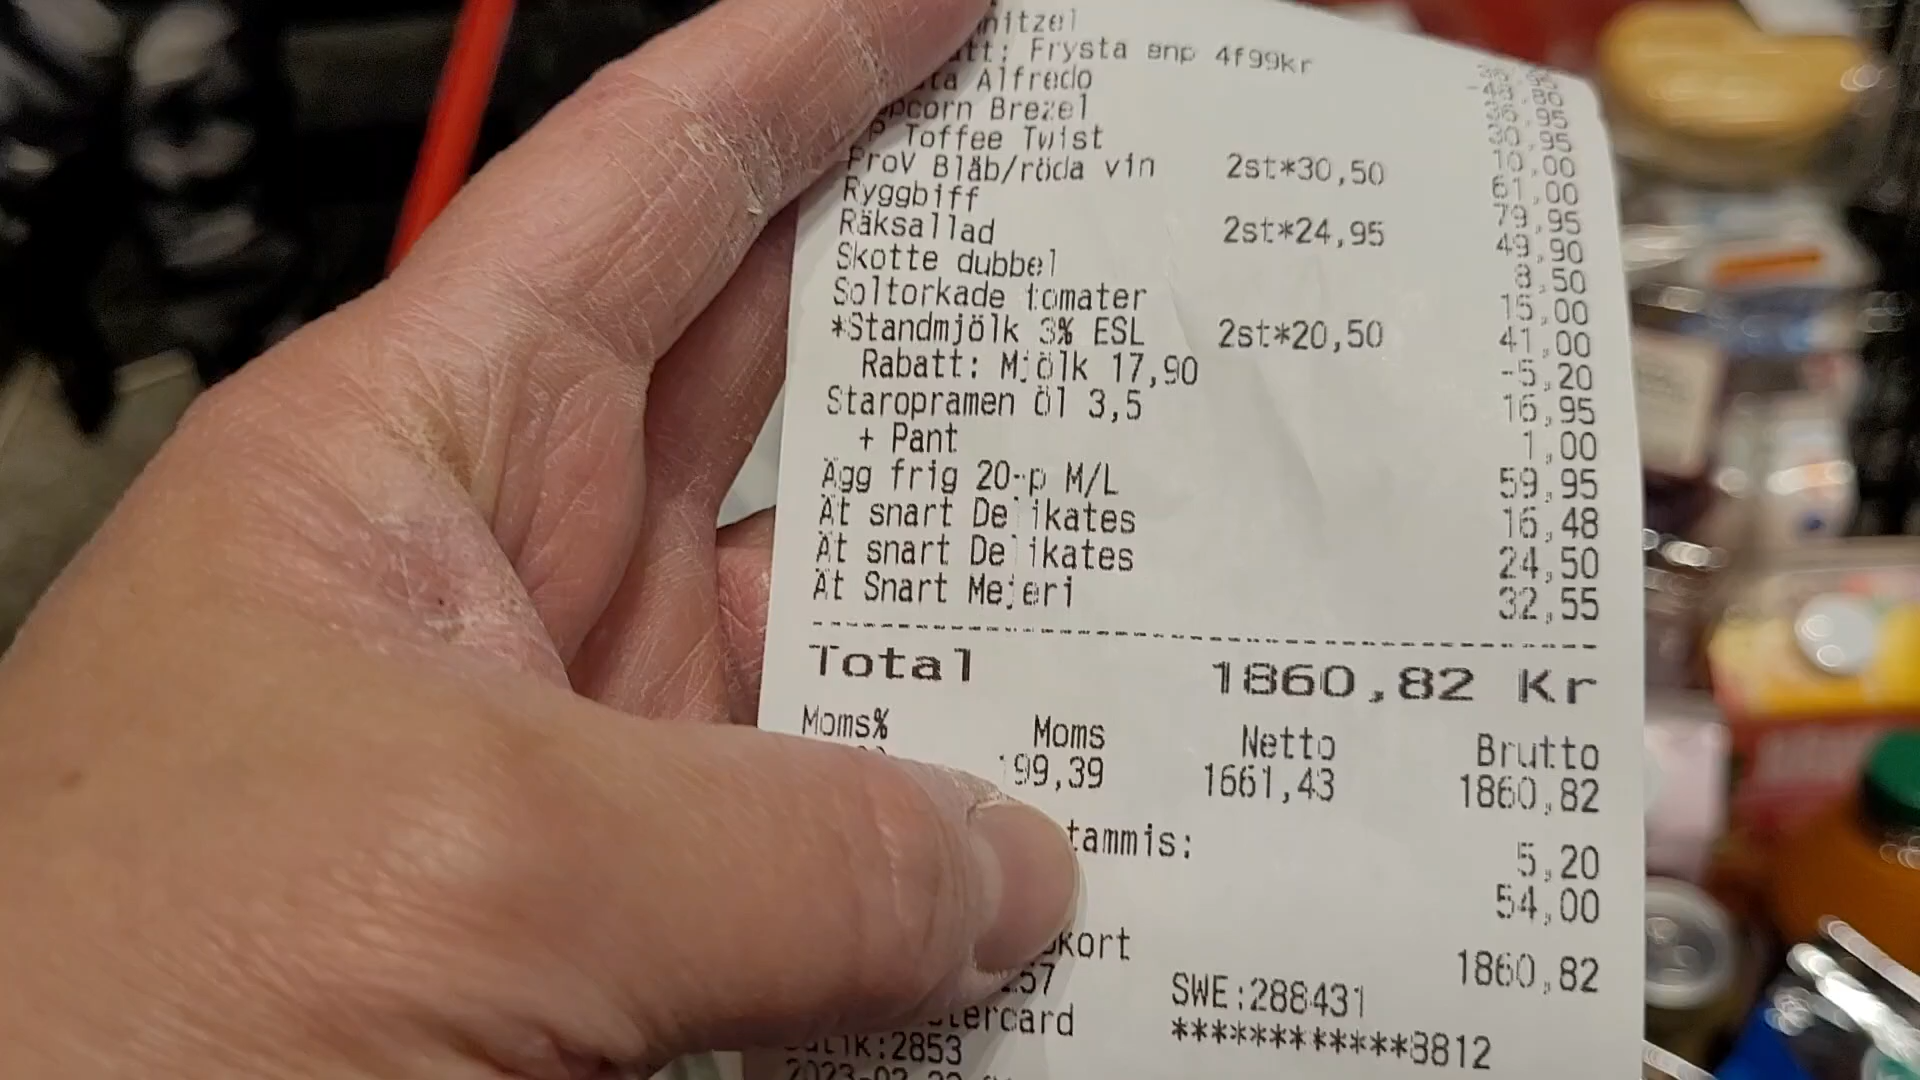 nitzel
tt: Frysta enp 4f99kr
ta Alfredo 36,95
pcorn Brezel 30,95
P Toffee Twist 10,00
ProV Blåb/röda vin 2st*30,50 61,00
Ryggbiff 79,95
Räksallad 2st*24,95 49,90
Skotte dubbel 8,50
Soltorkade tomater 15,00
*Standmjölk 3% ESL 2st*20,50 41,00
Rabatt: Mjölk 17,90 -5,20
Staropramen öl 3,5 16,95
+ Pant 1,00
Ägg frig 20-p M/L 59,95
Ät snart Delikates 16,48
Ät snart Delikates 24,50
Ät Snart Mejeri 32,55
Total 1860,82 Kr
Moms% Moms Netto Brutto
199,39 1661,43 1860,82
tammis: 5,20
54,00
kort 1860,82
257 SWE:288431
tercard ************3812
utik:2853